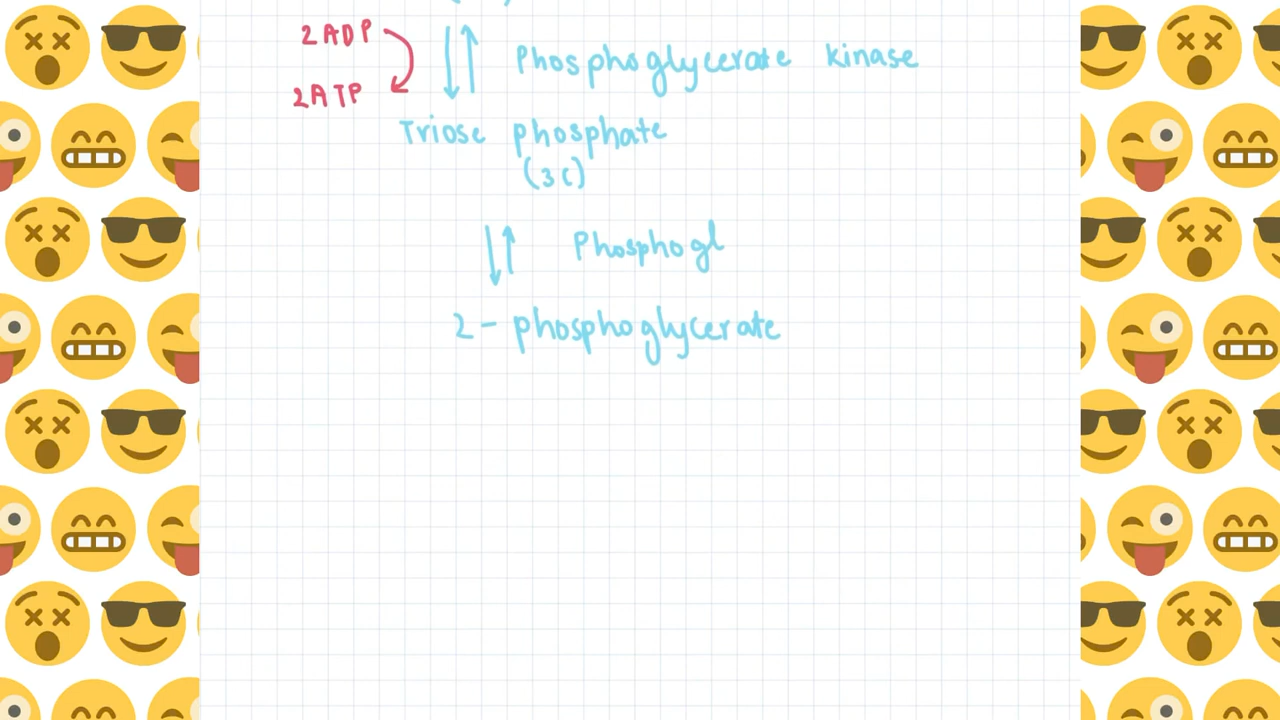 2ADP
Phosphoglycerate kinase
2ATP
Triose phosphate
(3C)
Phosphogl
2- phosphoglycerate